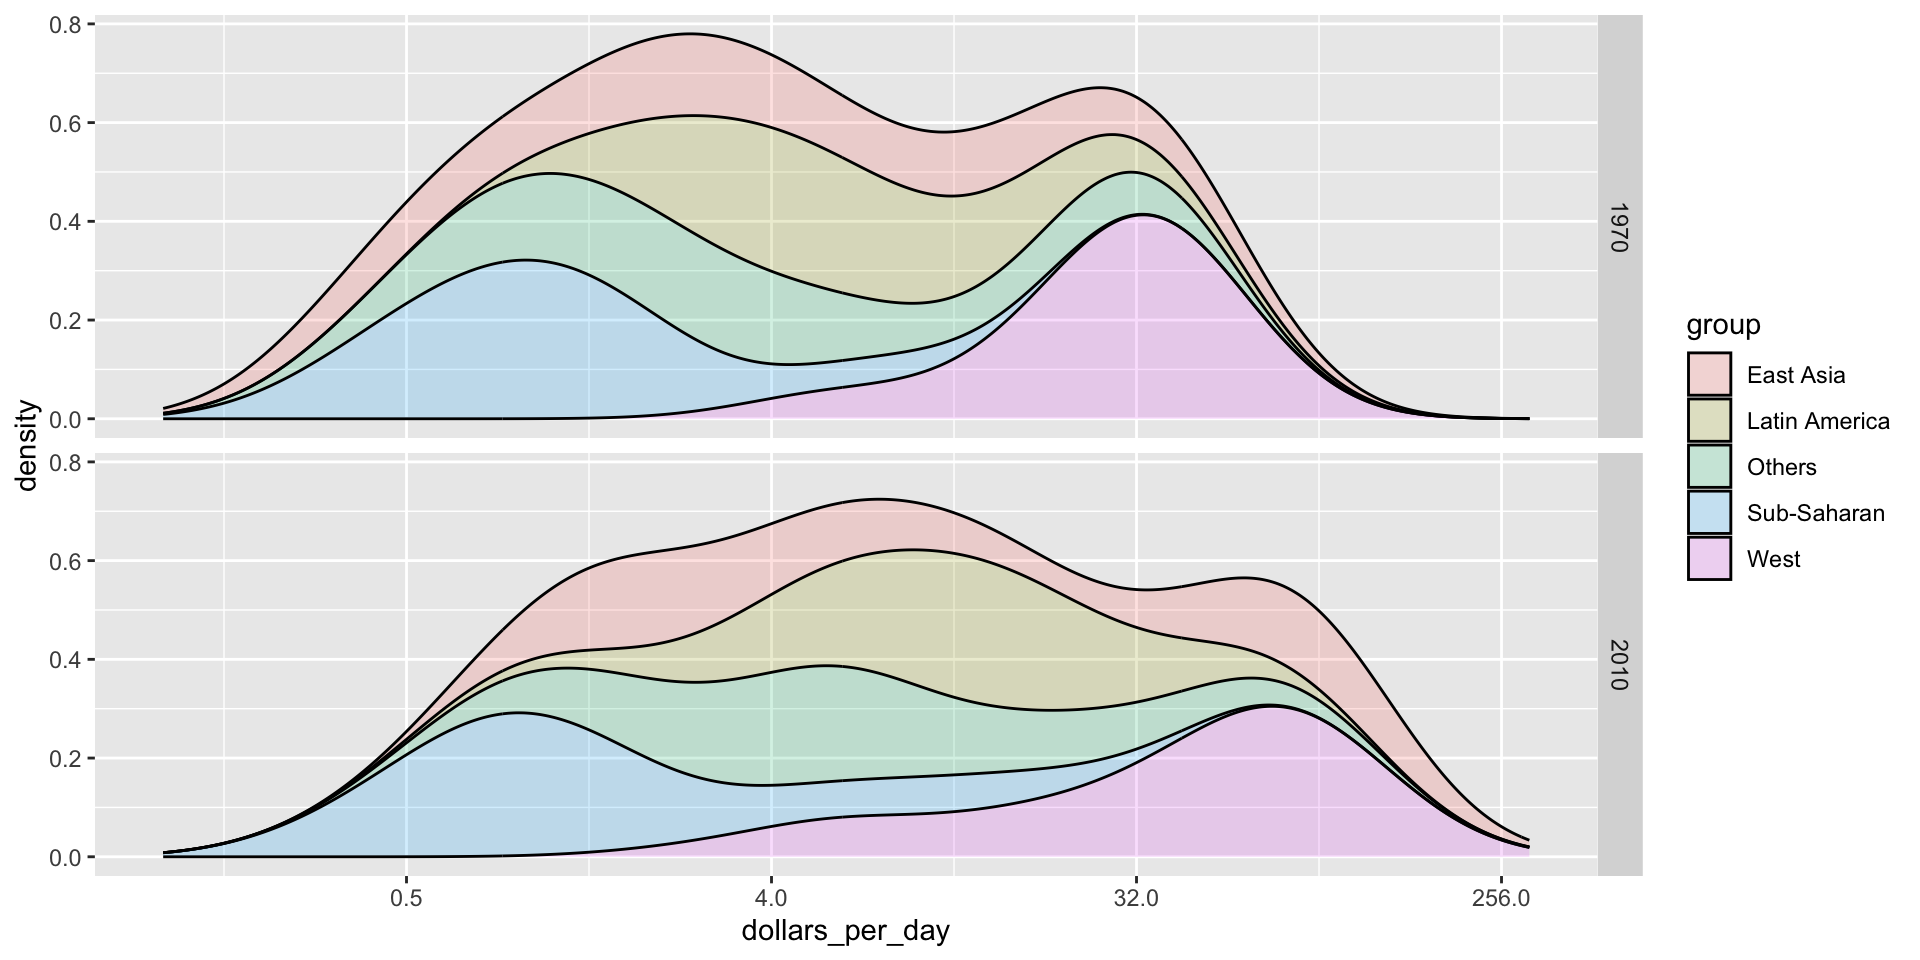 density
0.8
0.6
0.4
0.2
0.0
1970
0.8
0.6
0.4
0.2
0.0
2010
0.5 4.0 32.0 256.0
dollars_per_day
group
East Asia
Latin America
Others
Sub-Saharan
West